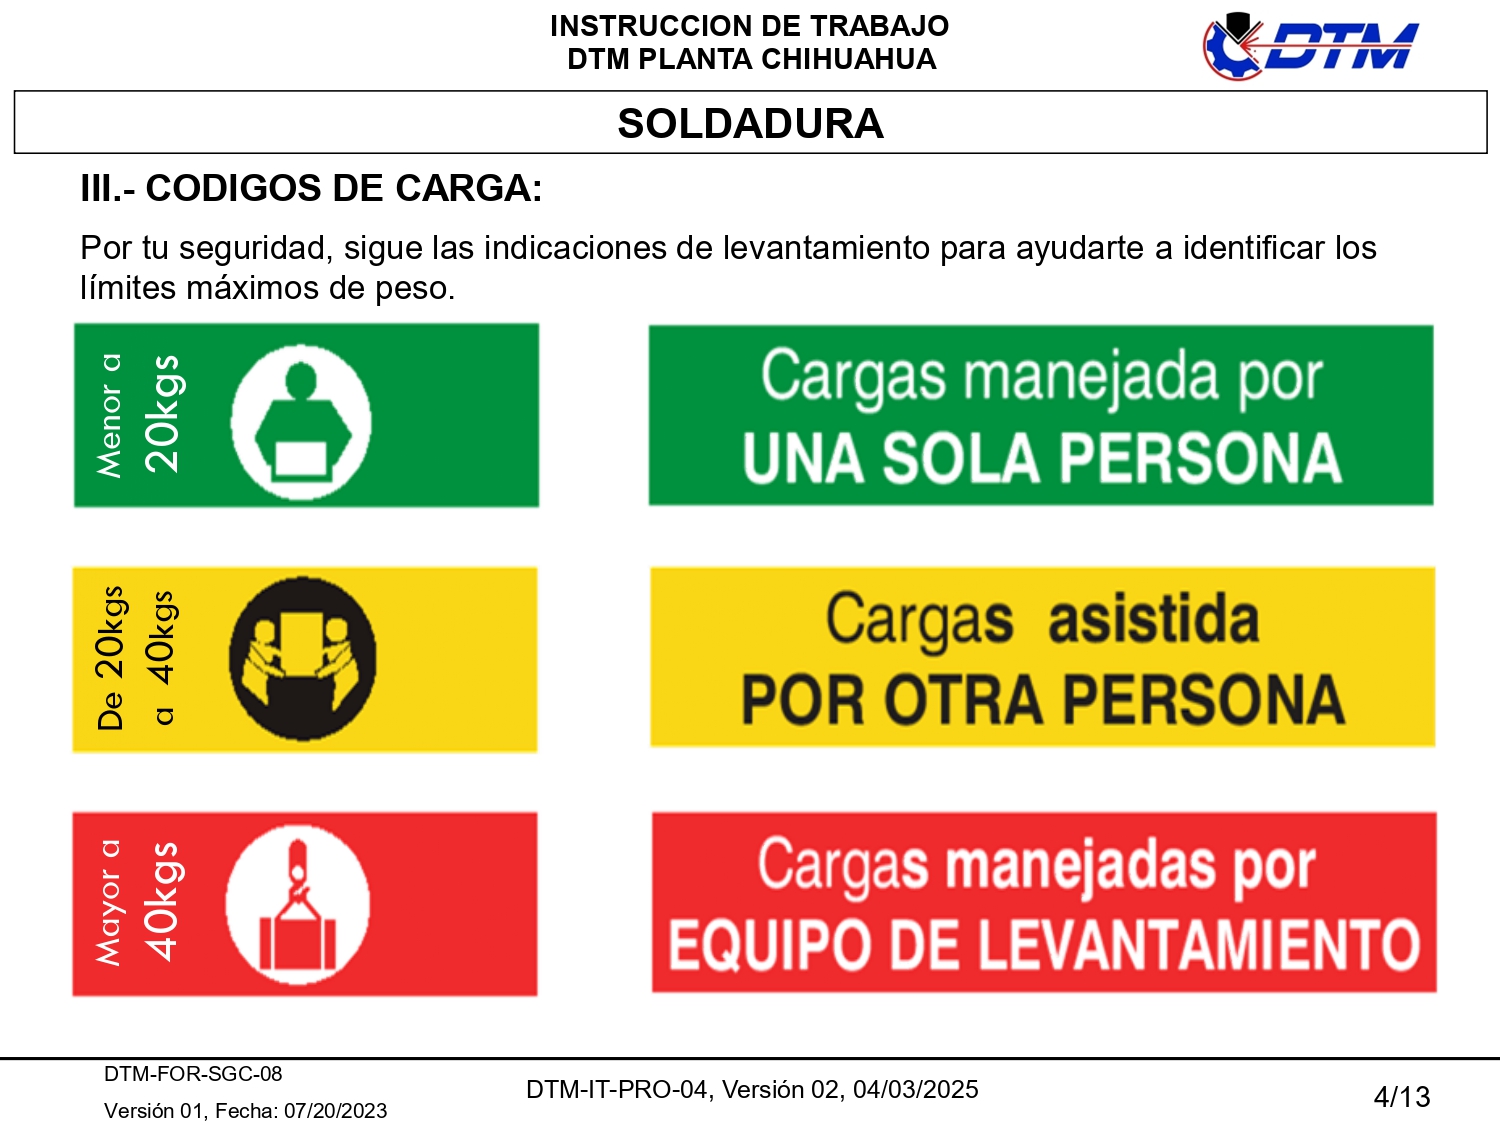 INSTRUCCION DE TRABAJO
DTM PLANTA CHIHUAHUA
DTM
SOLDADURA
III.- CODIGOS DE CARGA:
Por tu seguridad, sigue las indicaciones de levantamiento para ayudarte a identificar los
límites máximos de peso.
Menor a
20kgs
Cargas manejada por
UNA SOLA PERSONA
De 20kgs
a 40kgs
Cargas asistida
POR OTRA PERSONA
Mayor a
40kgs
Cargas manejadas por
EQUIPO DE LEVANTAMIENTO
DTM-FOR-SGC-08
Versión 01, Fecha: 07/20/2023
DTM-IT-PRO-04, Versión 02, 04/03/2025
4/13